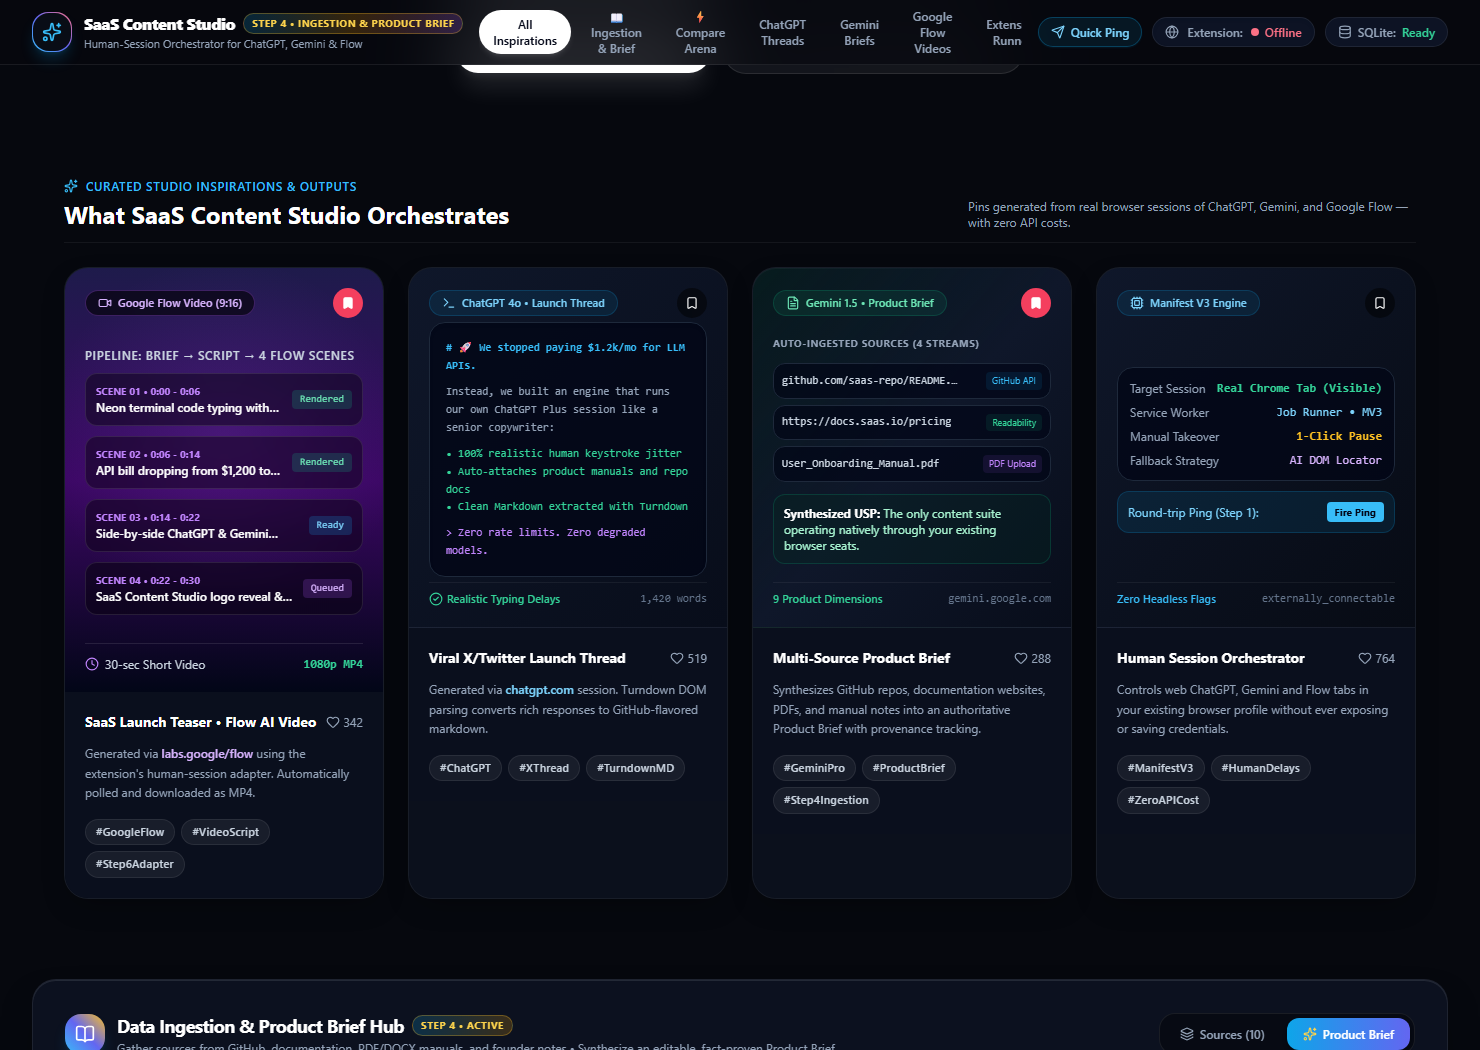 SaaS Content Studio
STEP 4 • INGESTION & PRODUCT BRIEF
Human-Session Orchestrator for ChatGPT, Gemini & Flow
All
Inspirations
Ingestion
& Brief
Compare
Arena
ChatGPT
Threads
Gemini
Briefs
Google
Flow
Videos
Extens
Runn
Quick Ping
Extension: Offline
SQLite: Ready
CURATED STUDIO INSPIRATIONS & OUTPUTS
What SaaS Content Studio Orchestrates
Pins generated from real browser sessions of ChatGPT, Gemini, and Google Flow —
with zero API costs.
Google Flow Video (9:16)
PIPELINE: BRIEF → SCRIPT → 4 FLOW SCENES
SCENE 01 • 0:00 - 0:06
Neon terminal code typing with...
Rendered
SCENE 02 • 0:06 - 0:14
API bill dropping from $1,200 to...
Rendered
SCENE 03 • 0:14 - 0:22
Side-by-side ChatGPT & Gemini...
Ready
SCENE 04 • 0:22 - 0:30
SaaS Content Studio logo reveal &...
Queued
30-sec Short Video
1080p MP4
SaaS Launch Teaser • Flow AI Video
342
Generated via labs.google/flow using the
extension's human-session adapter. Automatically
polled and downloaded as MP4.
#GoogleFlow
#VideoScript
#Step6Adapter
ChatGPT 4o • Launch Thread
# 🚀 We stopped paying $1.2k/mo for LLM
APIs.
Instead, we built an engine that runs
our own ChatGPT Plus session like a
senior copywriter:
• 100% realistic human keystroke jitter
• Auto-attaches product manuals and repo
docs
• Clean Markdown extracted with Turndown
> Zero rate limits. Zero degraded
models.
Realistic Typing Delays
1,420 words
Viral X/Twitter Launch Thread
519
Generated via chatgpt.com session. Turndown DOM
parsing converts rich responses to GitHub-flavored
markdown.
#ChatGPT
#XThread
#TurndownMD
Gemini 1.5 • Product Brief
AUTO-INGESTED SOURCES (4 STREAMS)
github.com/saas-repo/README.…
GitHub API
https://docs.saas.io/pricing
Readability
User_Onboarding_Manual.pdf
PDF Upload
Synthesized USP: The only content suite
operating natively through your existing
browser seats.
9 Product Dimensions
gemini.google.com
Multi-Source Product Brief
288
Synthesizes GitHub repos, documentation websites,
PDFs, and manual notes into an authoritative
Product Brief with provenance tracking.
#GeminiPro
#ProductBrief
#Step4Ingestion
Manifest V3 Engine
Target Session Real Chrome Tab (Visible)
Service Worker Job Runner • MV3
Manual Takeover 1-Click Pause
Fallback Strategy AI DOM Locator
Round-trip Ping (Step 1):
Fire Ping
Zero Headless Flags
externally_connectable
Human Session Orchestrator
764
Controls web ChatGPT, Gemini and Flow tabs in
your existing browser profile without ever exposing
or saving credentials.
#ManifestV3
#HumanDelays
#ZeroAPICost
Data Ingestion & Product Brief Hub
STEP 4 • ACTIVE
Gather sources from GitHub, documentation, PDF/DOCX manuals, and founder notes • Synthesize an editable, fact-proven Product Brief
Sources (10)
Product Brief